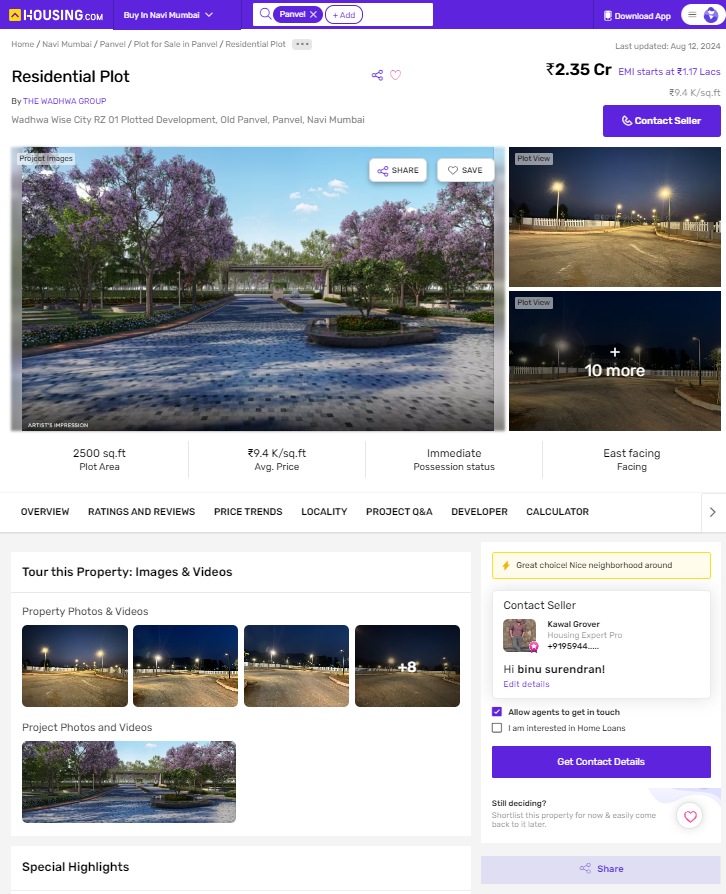 HOUSING.COM
Buy In Navi Mumbai
Panvel
+ Add
Download App
Home / Navi Mumbai / Panvel / Plot for Sale in Panvel / Residential Plot
Last updated: Aug 12, 2024
Residential Plot
₹2.35 Cr EMI starts at ₹1.17 Lacs
₹9.4 K/sq.ft
By THE WADHWA GROUP
Wadhwa Wise City RZ 01 Plotted Development, Old Panvel, Panvel, Navi Mumbai
Contact Seller
Project Images
SHARE
SAVE
ARTIST'S IMPRESSION
Plot View
Plot View
+
10 more
2500 sq.ft
Plot Area
₹9.4 K/sq.ft
Avg. Price
Immediate
Possession status
East facing
Facing
OVERVIEW RATINGS AND REVIEWS PRICE TRENDS LOCALITY PROJECT Q&A DEVELOPER CALCULATOR
Tour this Property: Images & Videos
Property Photos & Videos
+8
Project Photos and Videos
Special Highlights
Great choice! Nice neighborhood around
Contact Seller
Kawal Grover
Housing Expert Pro
+9195944.....
Hi binu surendran!
Edit details
Allow agents to get in touch
I am interested in Home Loans
Get Contact Details
Still deciding?
Shortlist this property for now & easily come
back to it later.
Share